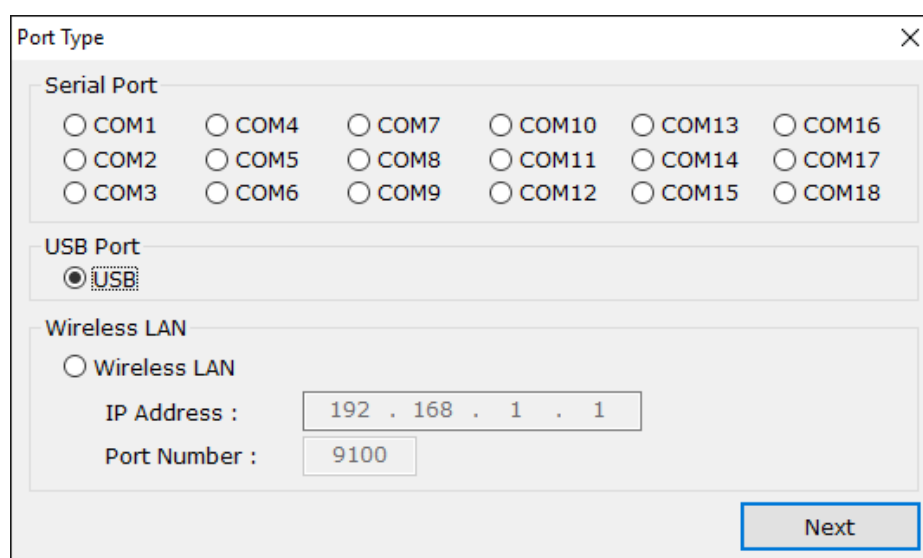 Port Type
Serial Port
COM1 COM4 COM7 COM10 COM13 COM16
COM2 COM5 COM8 COM11 COM14 COM17
COM3 COM6 COM9 COM12 COM15 COM18
USB Port
USB
Wireless LAN
Wireless LAN
IP Address : 192 . 168 . 1 . 1
Port Number : 9100
Next